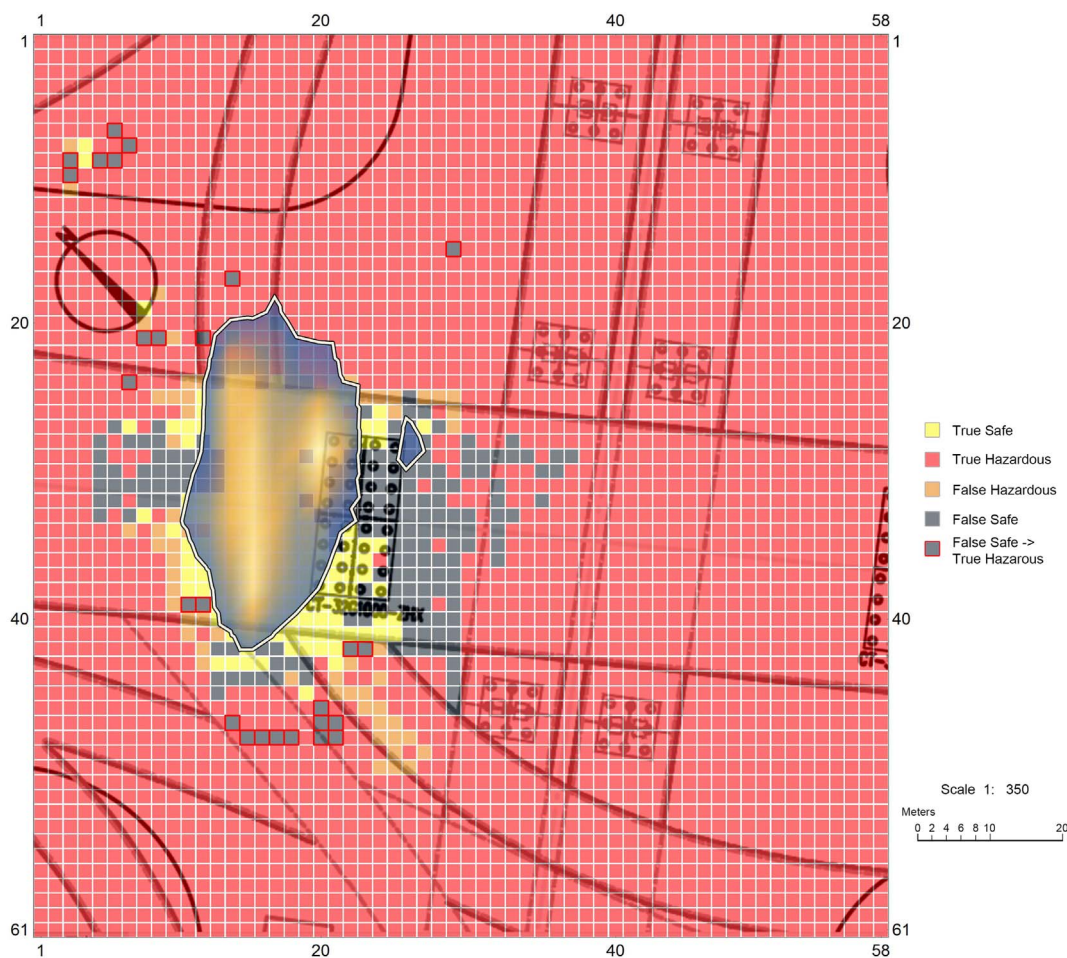 1 20 40 58
1 1
20 20
40 40
61 61
1 20 40 58
True Safe
True Hazardous
False Hazardous
False Safe
False Safe ->
True Hazarous
Scale 1: 350
Meters
0 2 4 6 8 10 20